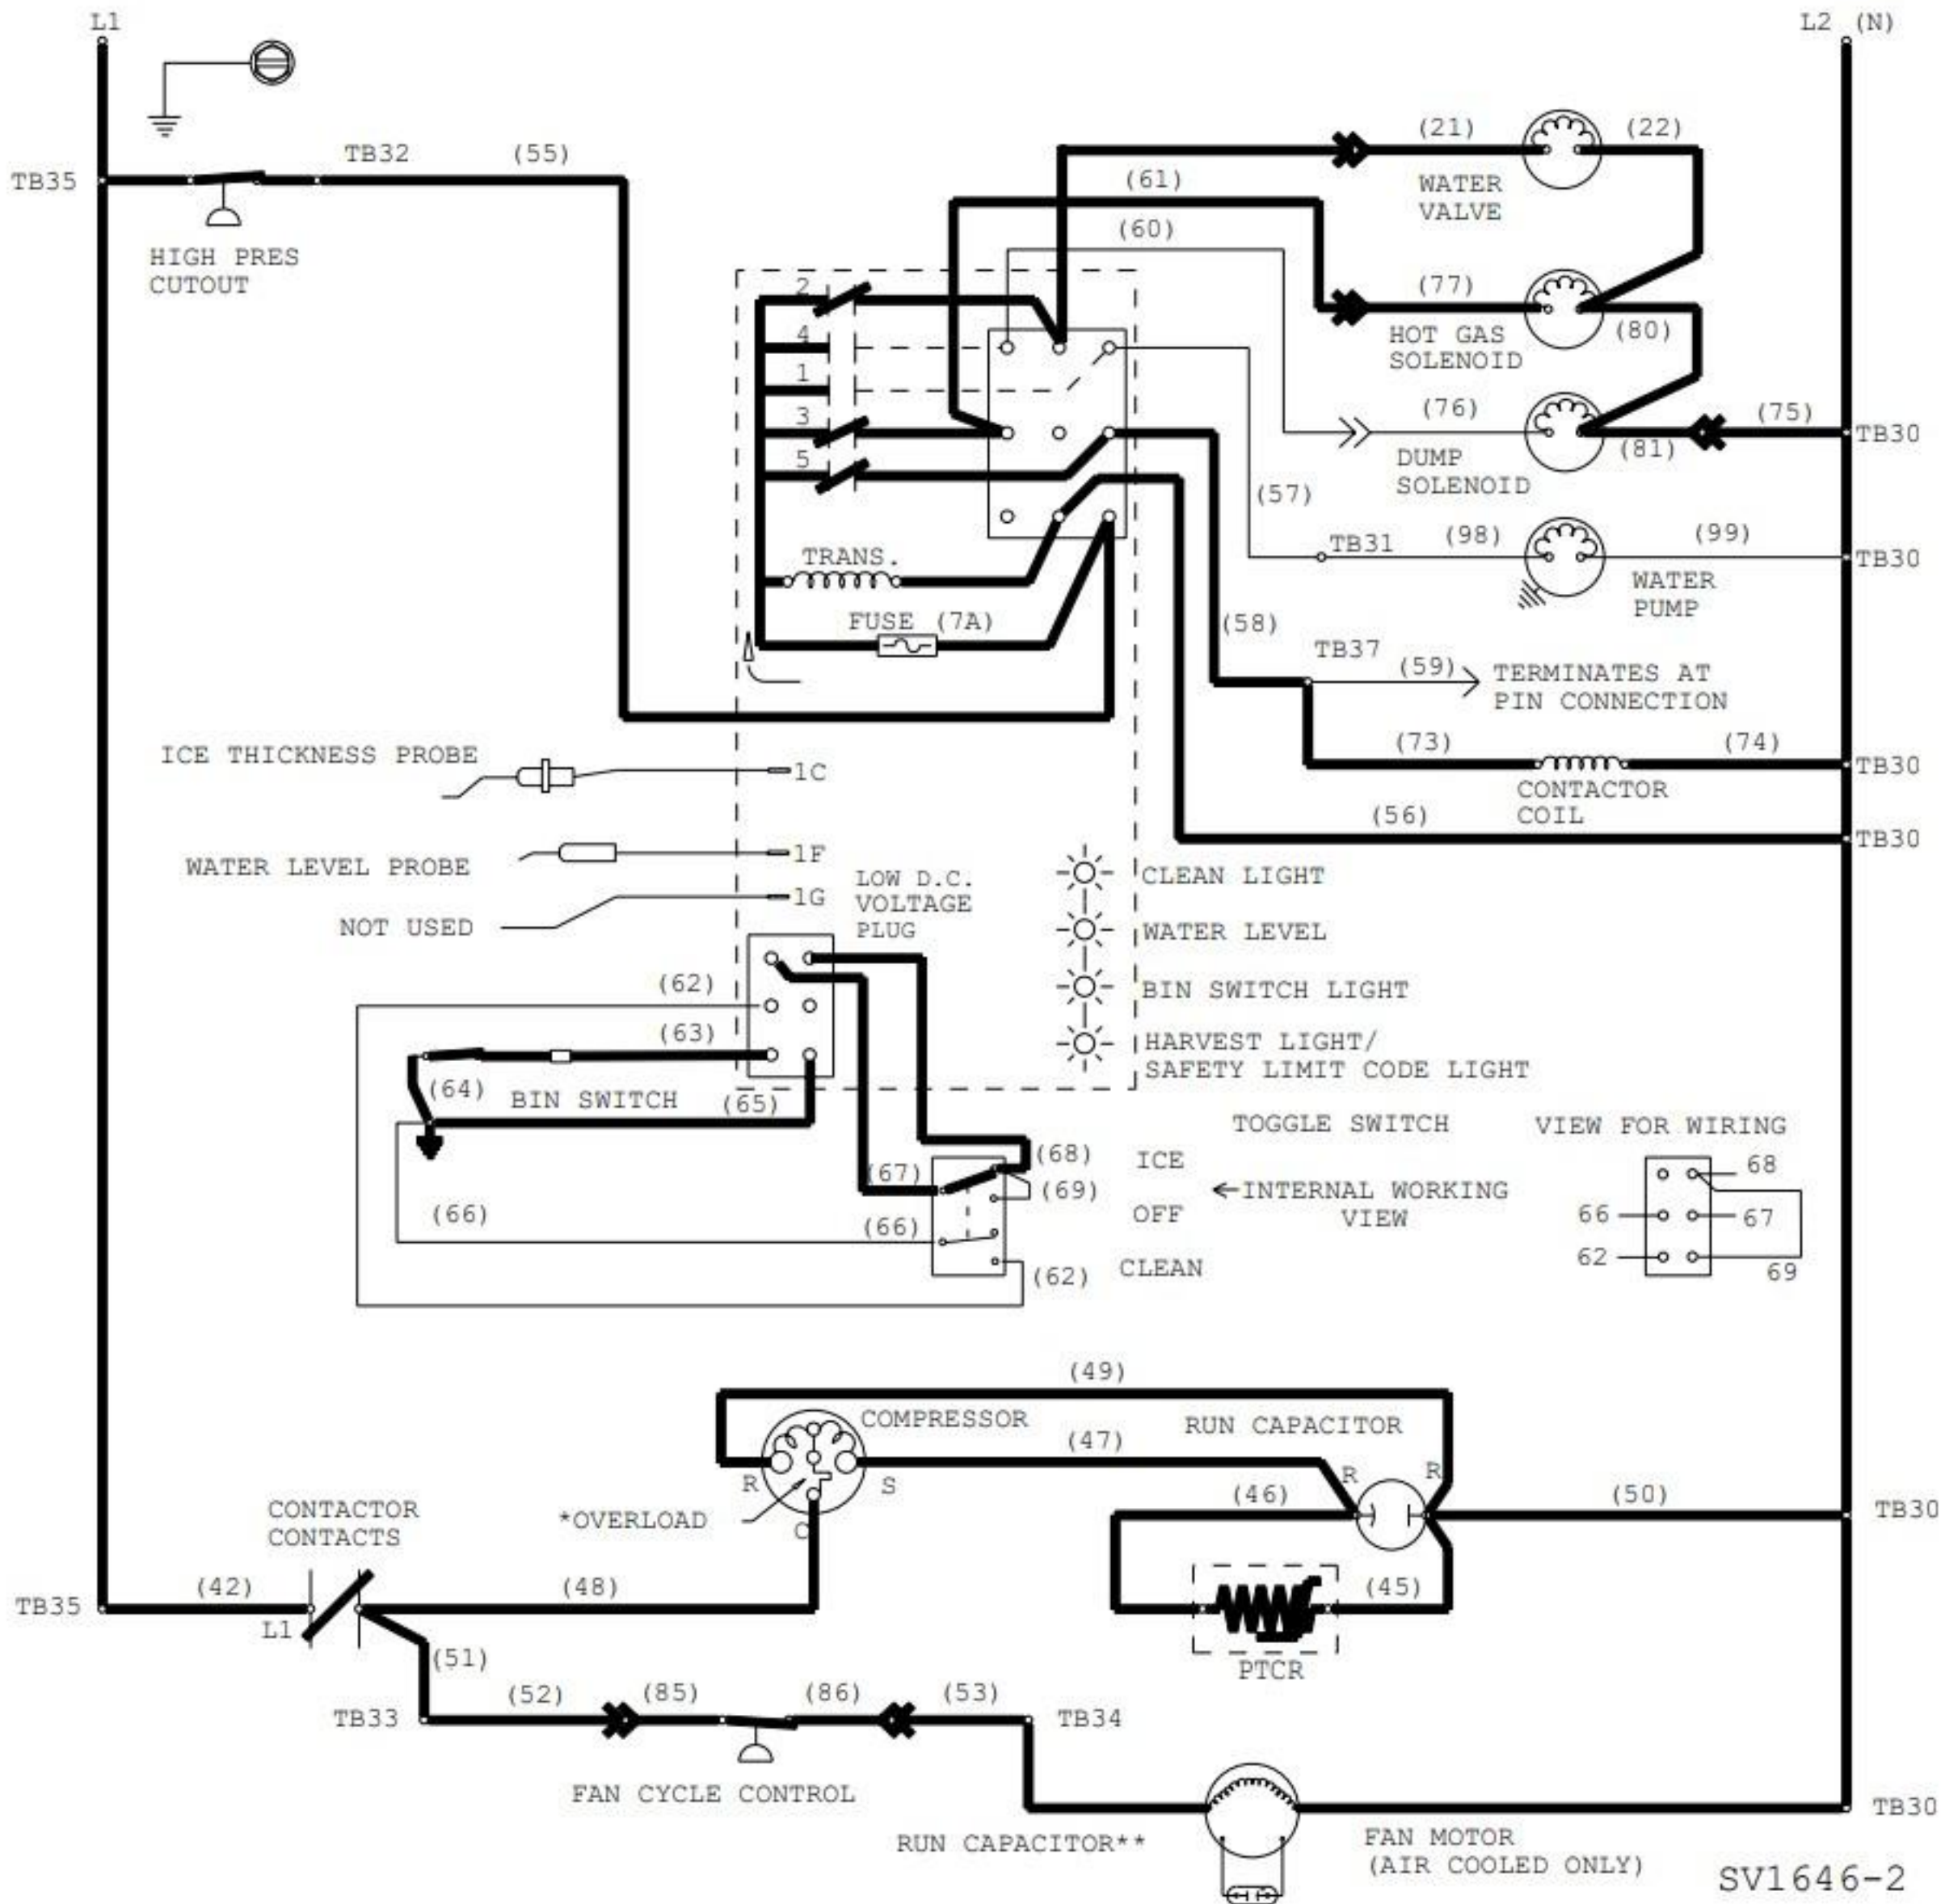 L1
L2 (N)
TB35
TB32
(55)
HIGH PRES
CUTOUT
(21)
(22)
WATER
VALVE
(61)
(60)
(77)
(80)
HOT GAS
SOLENOID
(76)
(81)
(75)
TB30
DUMP
SOLENOID
2
4
1
3
5
(57)
TB31
(98)
(99)
TB30
WATER
PUMP
TRANS.
FUSE (7A)
(58)
TB37
(59)
TERMINATES AT
PIN CONNECTION
(73)
(74)
TB30
CONTACTOR
COIL
(56)
TB30
ICE THICKNESS PROBE
1C
WATER LEVEL PROBE
1F
NOT USED
1G
LOW D.C.
VOLTAGE
PLUG
CLEAN LIGHT
WATER LEVEL
BIN SWITCH LIGHT
HARVEST LIGHT/
SAFETY LIMIT CODE LIGHT
(62)
(63)
(64)
BIN SWITCH
(65)
(66)
(66)
(67)
(68)
(69)
(62)
TOGGLE SWITCH
ICE
OFF
CLEAN
INTERNAL WORKING
VIEW
VIEW FOR WIRING
68
66
67
62
69
(49)
COMPRESSOR
RUN CAPACITOR
(47)
R
S
C
*OVERLOAD
R
R
(46)
(50)
TB30
(45)
PTCR
CONTACTOR
CONTACTS
TB35
(42)
L1
(48)
(51)
TB33
(52)
(85)
(86)
(53)
TB34
FAN CYCLE CONTROL
TB30
RUN CAPACITOR**
FAN MOTOR
(AIR COOLED ONLY)
SV1646-2